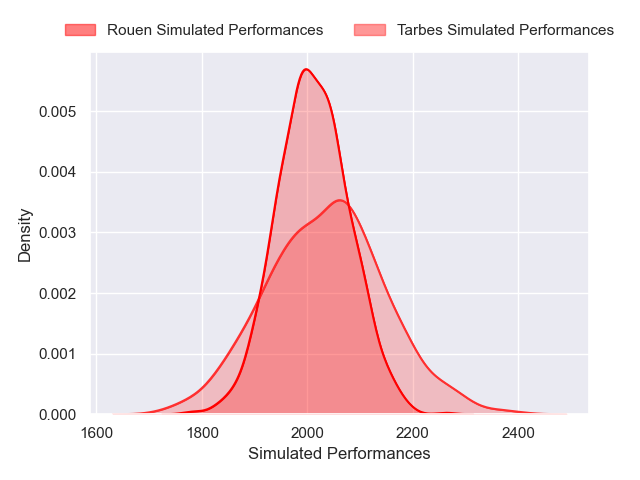 Rouen Simulated Performances
Tarbes Simulated Performances
Density
0.005
0.004
0.003
0.002
0.001
0.000
1600
1800
2000
2200
2400
Simulated Performances